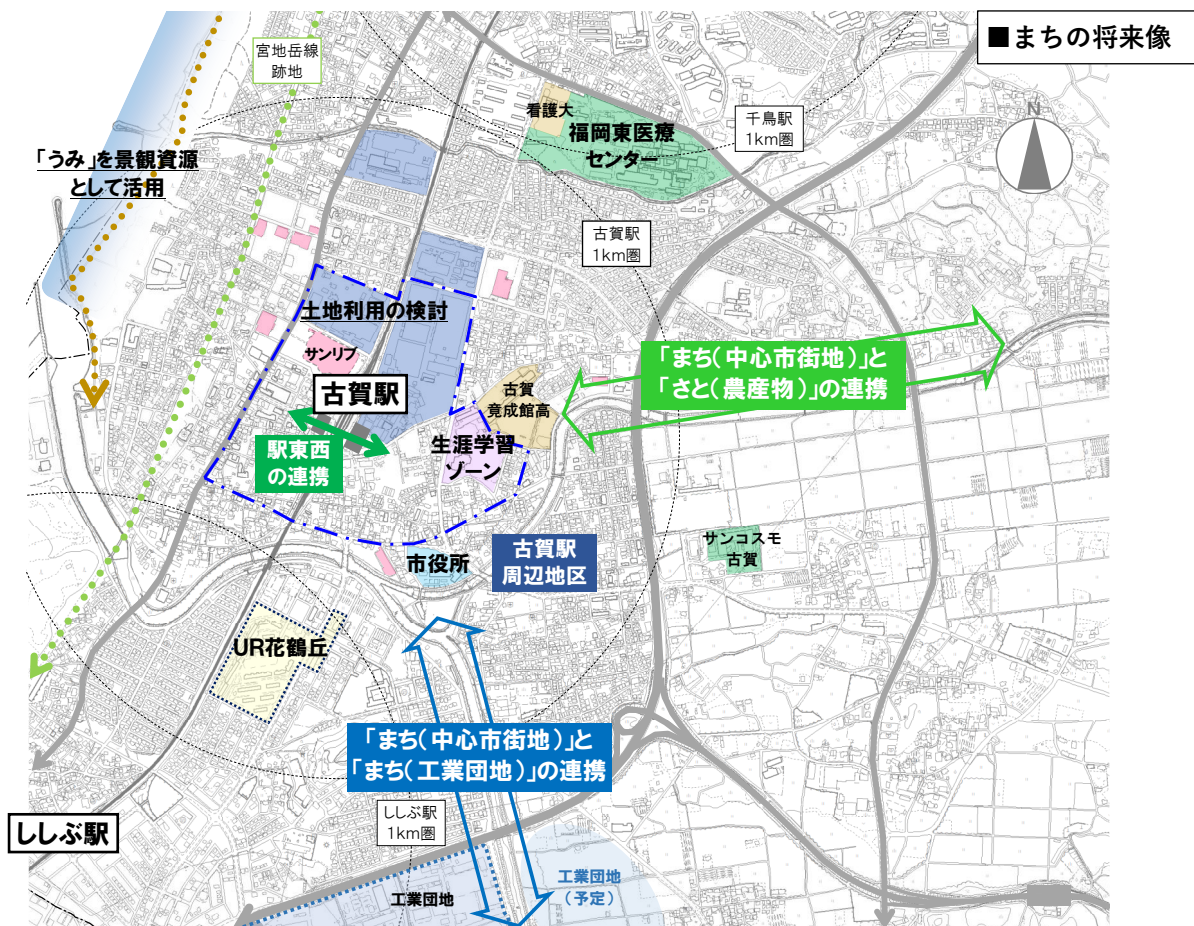 ■まちの将来像
宮地岳線
跡地
N
看護大
福岡東医療
センター
千鳥駅
1km圏
「うみ」を景観資源
として活用
古賀駅
1km圏
土地利用の検討
サンリブ
「まち(中心市街地)」と
「さと(農産物)」の連携
古賀駅
古賀
竟成館高
駅東西
の連携
生涯学習
ゾーン
市役所
古賀駅
周辺地区
サンコスモ
古賀
UR花鶴丘
「まち(中心市街地)」と
「まち(工業団地)」の連携
ししぶ駅
1km圏
ししぶ駅
工業団地
工業団地
(予定)